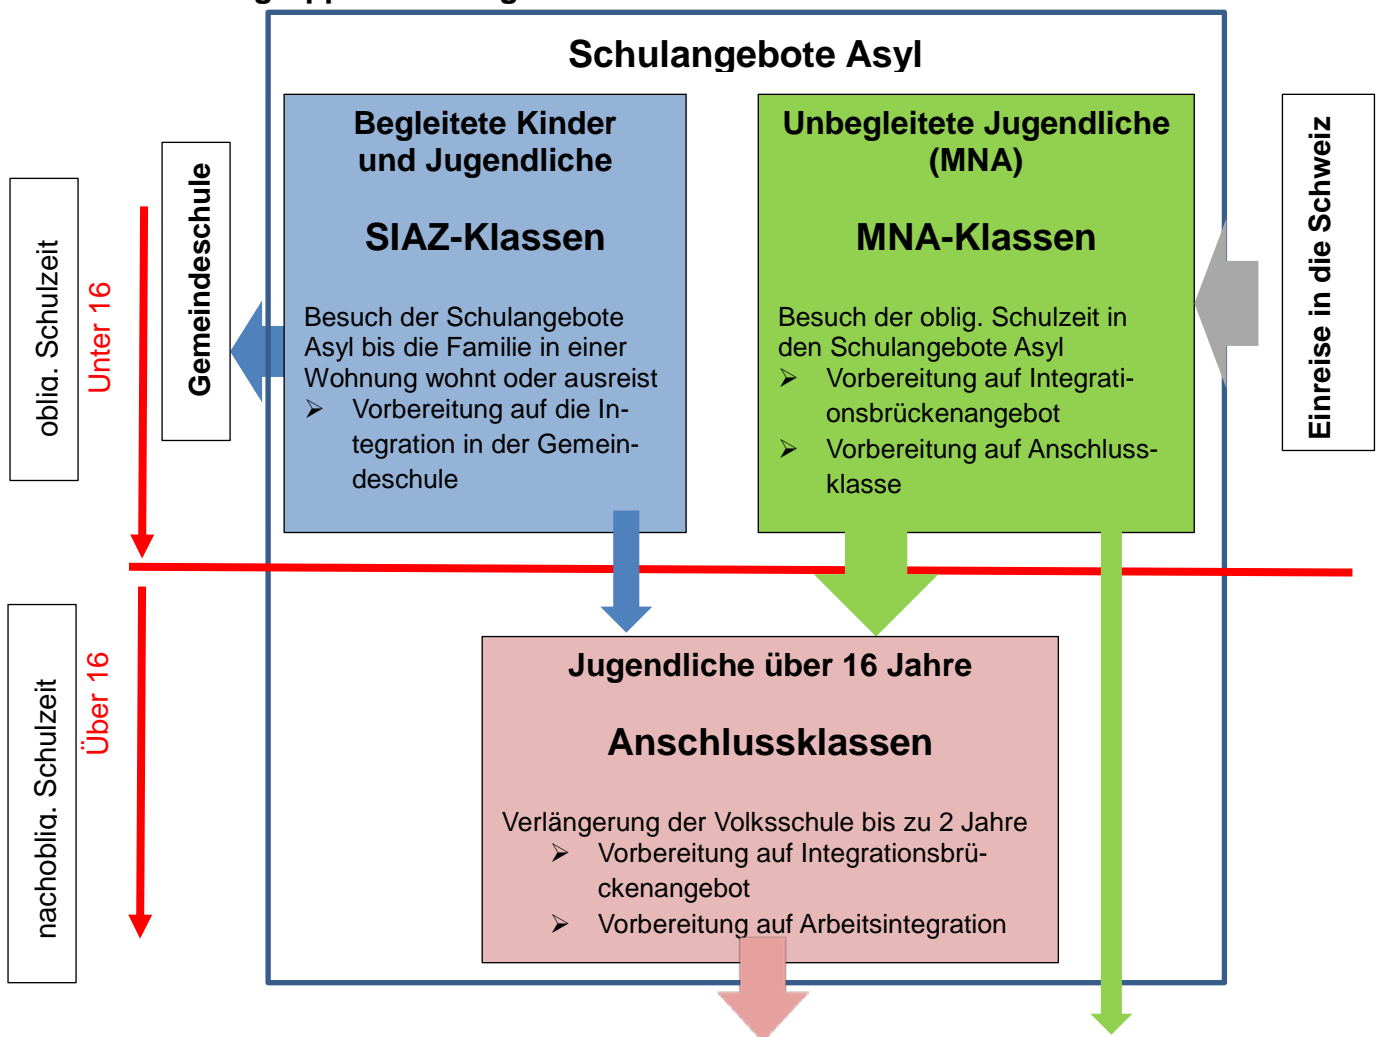 Schulangebote Asyl
Begleitete Kinder
und Jugendliche
SIAZ-Klassen
Besuch der Schulangebote
Asyl bis die Familie in einer
Wohnung wohnt oder ausreist
➢ Vorbereitung auf die In-
tegration in der Gemein-
deschule
Unbegleitete Jugendliche
(MNA)
MNA-Klassen
Besuch der oblig. Schulzeit in
den Schulangebote Asyl
➢ Vorbereitung auf Integrati-
onsbrückenangebot
➢ Vorbereitung auf Anschluss-
klasse
Einreise in die Schweiz
Gemeindeschule
oblig. Schulzeit
Unter 16
nachoblig. Schulzeit
Über 16
Jugendliche über 16 Jahre
Anschlussklassen
Verlängerung der Volksschule bis zu 2 Jahre
➢ Vorbereitung auf Integrationsbrü-
ckenangebot
➢ Vorbereitung auf Arbeitsintegration